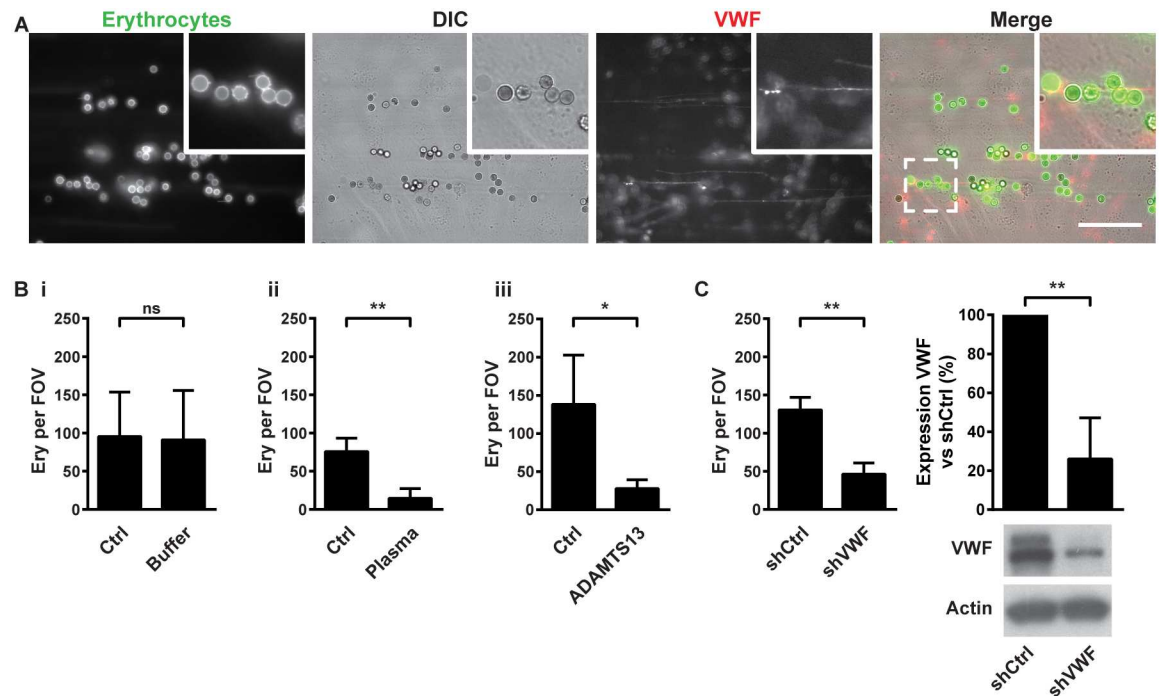 A
Erythrocytes
DIC
VWF
Merge
B i
ns
Ery per FOV
250
200
150
100
50
0
Ctrl
Buffer
ii
**
Ery per FOV
250
200
150
100
50
0
Ctrl
Plasma
iii
*
Ery per FOV
250
200
150
100
50
0
Ctrl
ADAMTS13
C
**
Ery per FOV
250
200
150
100
50
0
shCtrl
shVWF
**
Expression VWF
vs shCtrl (%)
100
80
60
40
20
0
VWF
Actin
shCtrl
shVWF